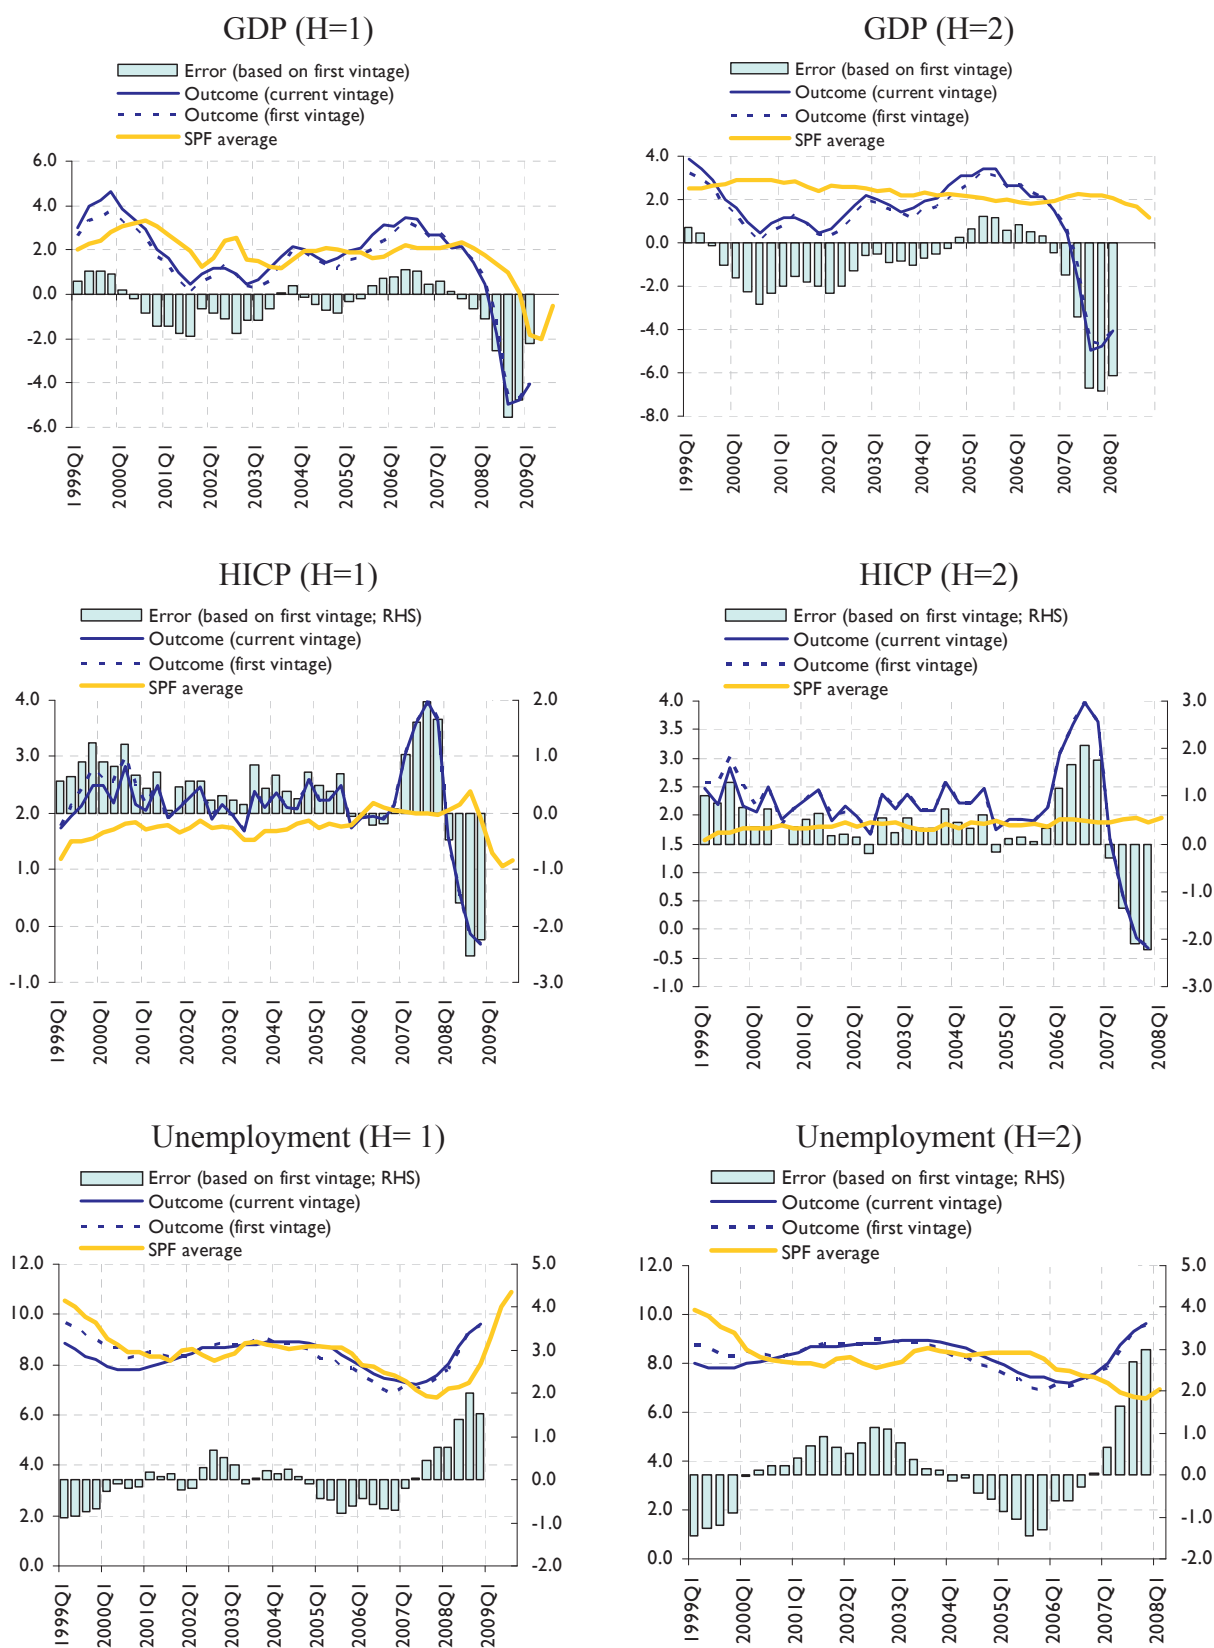 GDP (H=1)
Error (based on first vintage)
Outcome (current vintage)
Outcome (first vintage)
SPF average
6.0
4.0
2.0
0.0
-2.0
-4.0
-6.0
1999Q1
2000Q1
2001Q1
2002Q1
2003Q1
2004Q1
2005Q1
2006Q1
2007Q1
2008Q1
2009Q1
GDP (H=2)
Error (based on first vintage)
Outcome (current vintage)
Outcome (first vintage)
SPF average
4.0
2.0
0.0
-2.0
-4.0
-6.0
-8.0
1999Q1
2000Q1
2001Q1
2002Q1
2003Q1
2004Q1
2005Q1
2006Q1
2007Q1
2008Q1
HICP (H=1)
Error (based on first vintage; RHS)
Outcome (current vintage)
Outcome (first vintage)
SPF average
4.0
3.0
2.0
1.0
0.0
-1.0
2.0
1.0
0.0
-1.0
-2.0
-3.0
1999Q1
2000Q1
2001Q1
2002Q1
2003Q1
2004Q1
2005Q1
2006Q1
2007Q1
2008Q1
2009Q1
HICP (H=2)
Error (based on first vintage; RHS)
Outcome (current vintage)
Outcome (first vintage)
SPF average
4.0
3.5
3.0
2.5
2.0
1.5
1.0
0.5
0.0
-0.5
-1.0
3.0
2.0
1.0
0.0
-1.0
-2.0
-3.0
1999Q1
2000Q1
2001Q1
2002Q1
2003Q1
2004Q1
2005Q1
2006Q1
2007Q1
2008Q1
Unemployment (H= 1)
Error (based on first vintage; RHS)
Outcome (current vintage)
Outcome (first vintage)
SPF average
12.0
10.0
8.0
6.0
4.0
2.0
0.0
5.0
4.0
3.0
2.0
1.0
0.0
-1.0
-2.0
1999Q1
2000Q1
2001Q1
2002Q1
2003Q1
2004Q1
2005Q1
2006Q1
2007Q1
2008Q1
2009Q1
Unemployment (H=2)
Error (based on first vintage; RHS)
Outcome (current vintage)
Outcome (first vintage)
SPF average
12.0
10.0
8.0
6.0
4.0
2.0
0.0
5.0
4.0
3.0
2.0
1.0
0.0
-1.0
-2.0
1999Q1
2000Q1
2001Q1
2002Q1
2003Q1
2004Q1
2005Q1
2006Q1
2007Q1
2008Q1